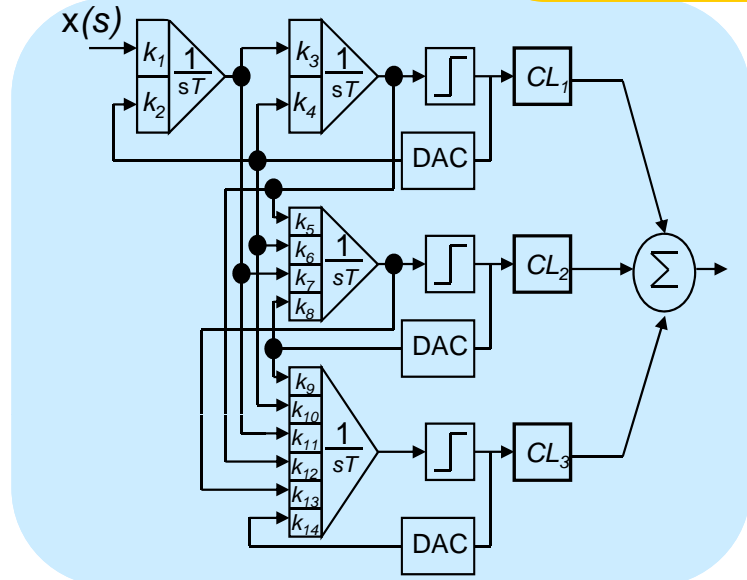 x(s)
k1
k2
1
sT
k3
k4
1
sT
CL1
DAC
k5
k6
k7
k8
1
sT
CL2
DAC
Σ
k9
k10
k11
k12
k13
k14
1
sT
CL3
DAC